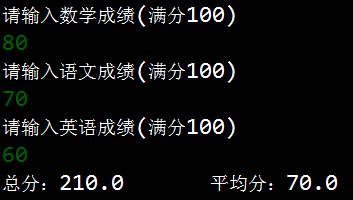 请输入数学成绩(满分100)
80
请输入语文成绩(满分100)
70
请输入英语成绩(满分100)
60
总分：210.0 平均分：70.0